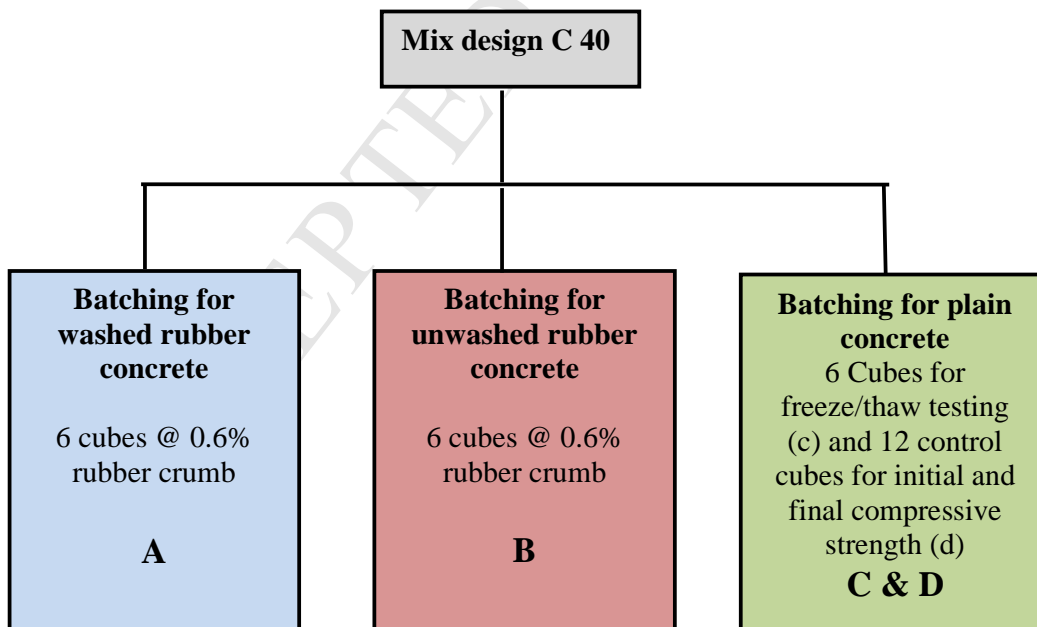 Mix design C 40
EPTE
Batching for
washed rubber
concrete
6 cubes @ 0.6%
rubber crumb
A
Batching for
unwashed rubber
concrete
6 cubes @ 0.6%
rubber crumb
B
Batching for plain
concrete
6 Cubes for
freeze/thaw testing
(c) and 12 control
cubes for initial and
final compressive
strength (d)
C & D